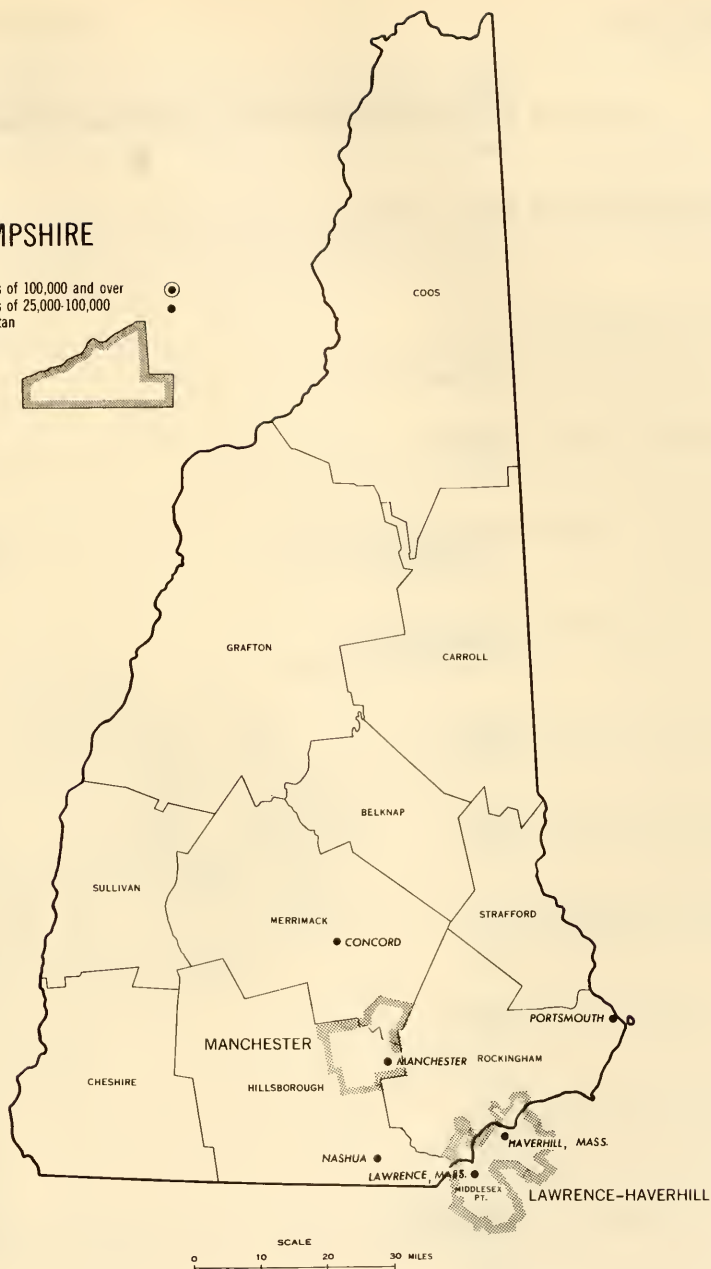 MPSHIRE
s of 100,000 and over
s of 25,000-100,000
tan
COOS
GRAFTON
CARROLL
BELKNAP
SULLIVAN
MERRIMACK
STRAFFORD
CONCORD
PORTSMOUTH
MANCHESTER
MANCHESTER
ROCKINGHAM
CHESHIRE
HILLSBOROUGH
HAVERHILL, MASS.
NASHUA
LAWRENCE, MASS.
MIDDLESEX
PT.
LAWRENCE-HAVERHILL
SCALE
0 10 20 30 MILES